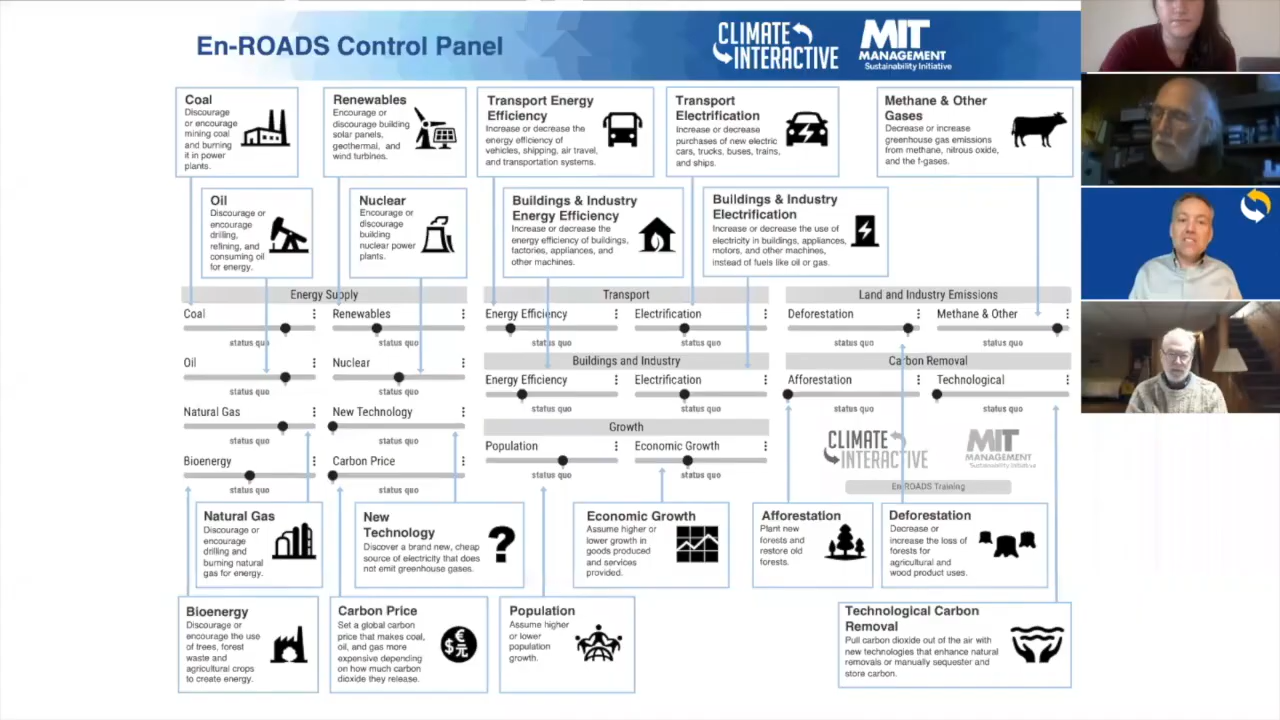 En-ROADS Control Panel
CLIMATE
INTERACTIVE
MIT
MANAGEMENT
Sustainability Initiative
Coal
Discourage
or encourage
mining coal
and burning
it in power
plants.
Renewables
Encourage or
discourage building
solar panels,
geothermal, and
wind turbines.
Transport Energy
Efficiency
Increase or decrease the
energy efficiency of
vehicles, shipping, air travel,
and transportation systems.
Transport
Electrification
Increase or decrease
purchases of new electric
cars, trucks, buses, trains,
and ships.
Methane & Other
Gases
Decrease or increase
greenhouse gas emissions
from methane, nitrous oxide,
and the f-gases.
Oil
Discourage or
encourage
drilling,
refining, and
consuming oil
for energy.
Nuclear
Encourage or
discourage
building
nuclear power
plants.
Buildings & Industry
Energy Efficiency
Increase or decrease the
energy efficiency of buildings,
factories, appliances, and
other machines.
Buildings & Industry
Electrification
Increase or decrease the use of
electricity in buildings, appliances,
motors, and other machines,
instead of fuels like oil or gas.
Energy Supply
Transport
Land and Industry Emissions
Coal
Renewables
Energy Efficiency
Electrification
Deforestation
Methane & Other
status quo
status quo
status quo
status quo
status quo
status quo
Oil
Nuclear
Buildings and Industry
Carbon Removal
status quo
status quo
Energy Efficiency
Electrification
Afforestation
Technological
status quo
status quo
status quo
status quo
Natural Gas
New Technology
status quo
status quo
Growth
Population
Economic Growth
status quo
status quo
Bioenergy
Carbon Price
status quo
status quo
CLIMATE
INTERACTIVE
MIT
MANAGEMENT
Sustainability Initiative
En-ROADS Training
Natural Gas
Discourage or
encourage
drilling and
burning natural
gas for energy.
New
Technology
Discover a brand new, cheap
source of electricity that does
not emit greenhouse gases.
?
Economic Growth
Assume higher or
lower growth in
goods produced
and services
provided.
Afforestation
Plant new
forests and
restore old
forests.
Deforestation
Decrease or
increase the loss of
forests for
agricultural and
wood product uses.
Bioenergy
Discourage or
encourage the use
of trees, forest
waste and
agricultural crops
to create energy.
Carbon Price
Set a global carbon
price that makes coal,
oil, and gas more
expensive depending
on how much carbon
dioxide they release.
Population
Assume higher
or lower
population
growth.
Technological Carbon
Removal
Pull carbon dioxide out of the air with
new technologies that enhance natural
removals or manually sequester and
store carbon.